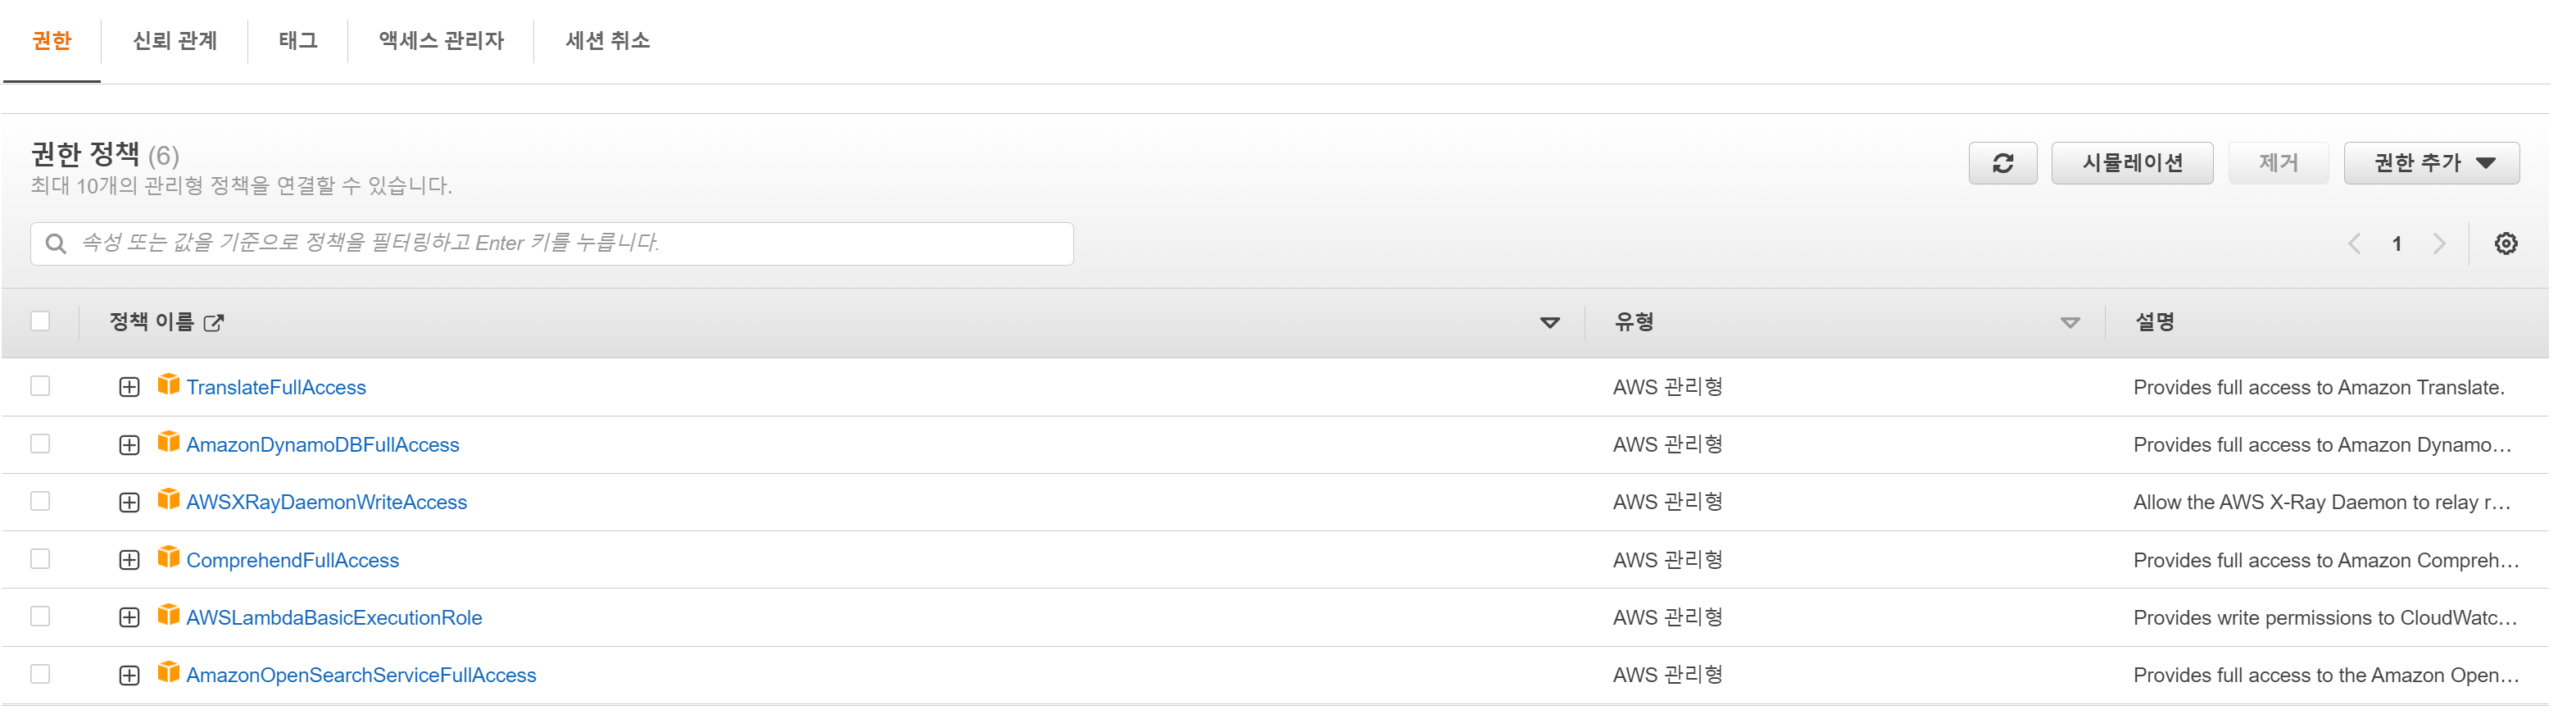 권한 신뢰 관계 태그 액세스 관리자 세션 취소
권한 정책 (6)
최대 10개의 관리형 정책을 연결할 수 있습니다.
시뮬레이션 제거 권한 추가
속성 또는 값을 기준으로 정책을 필터링하고 Enter 키를 누릅니다.
1
정책 이름 유형 설명
TranslateFullAccess AWS 관리형 Provides full access to Amazon Translate.
AmazonDynamoDBFullAccess AWS 관리형 Provides full access to Amazon Dynamo…
AWSXRayDaemonWriteAccess AWS 관리형 Allow the AWS X-Ray Daemon to relay r…
ComprehendFullAccess AWS 관리형 Provides full access to Amazon Compreh…
AWSLambdaBasicExecutionRole AWS 관리형 Provides write permissions to CloudWatc…
AmazonOpenSearchServiceFullAccess AWS 관리형 Provides full access to the Amazon Open…